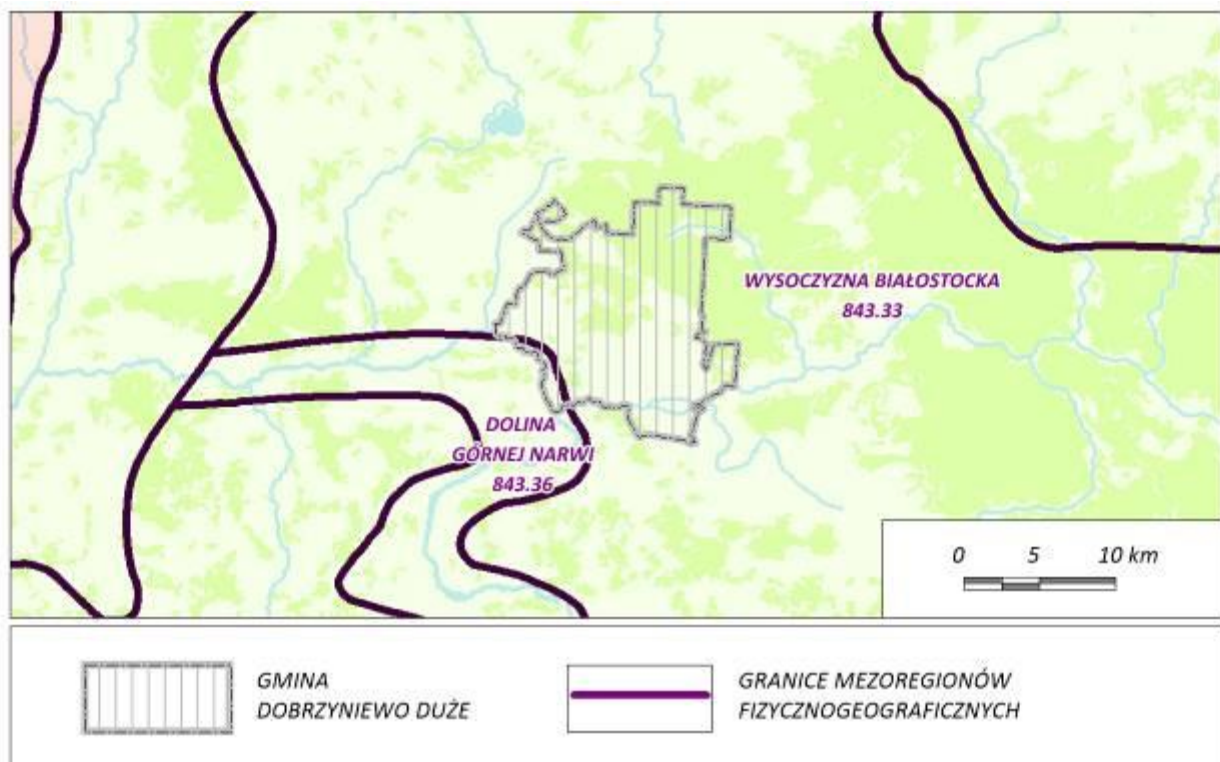 WYSOCZYZNA BIAŁOSTOCKA
843.33
DOLINA
GÓRNEJ NARWI
843.36
0 5 10 km
GMINA
DOBRZYNIEWO DUŻE
GRANICE MEZOREGIONÓW
FIZYCZNOGEOGRAFICZNYCH